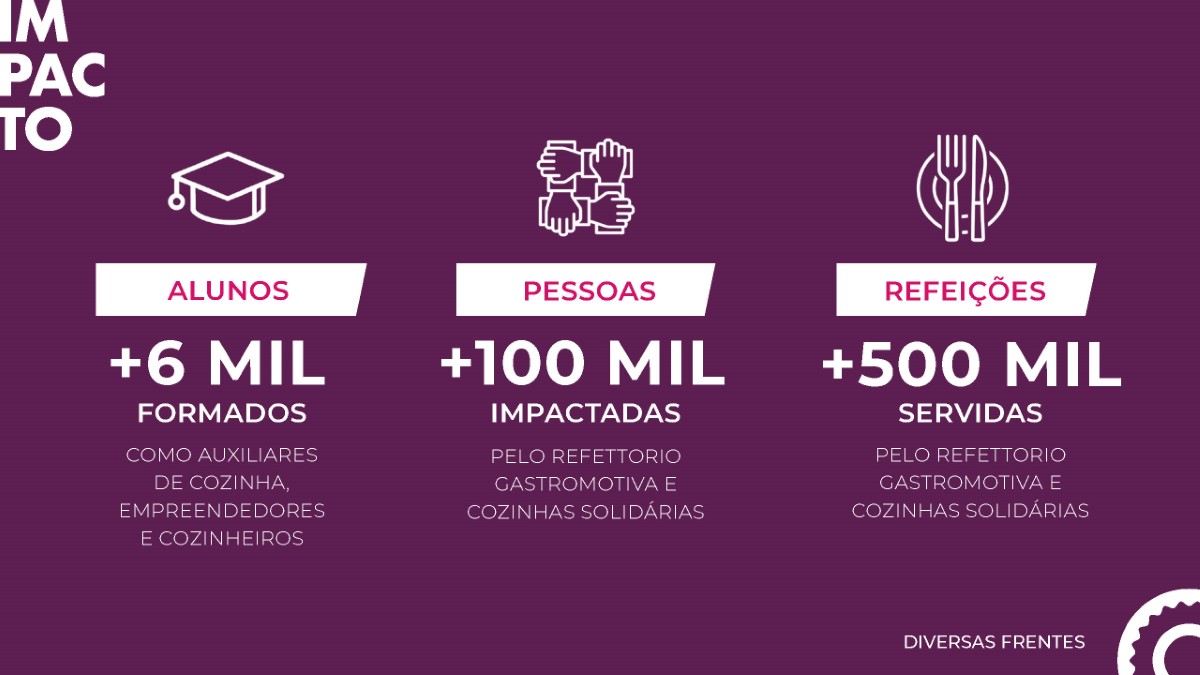 IM
PAC
TO
ALUNOS
+6 MIL
FORMADOS
COMO AUXILIARES
DE COZINHA,
EMPREENDEDORES
E COZINHEIROS
PESSOAS
+100 MIL
IMPACTADAS
PELO REFETTORIO
GASTROMOTIVA E
COZINHAS SOLIDÁRIAS
REFEIÇÕES
+500 MIL
SERVIDAS
PELO REFETTORIO
GASTROMOTIVA E
COZINHAS SOLIDÁRIAS
DIVERSAS FRENTES